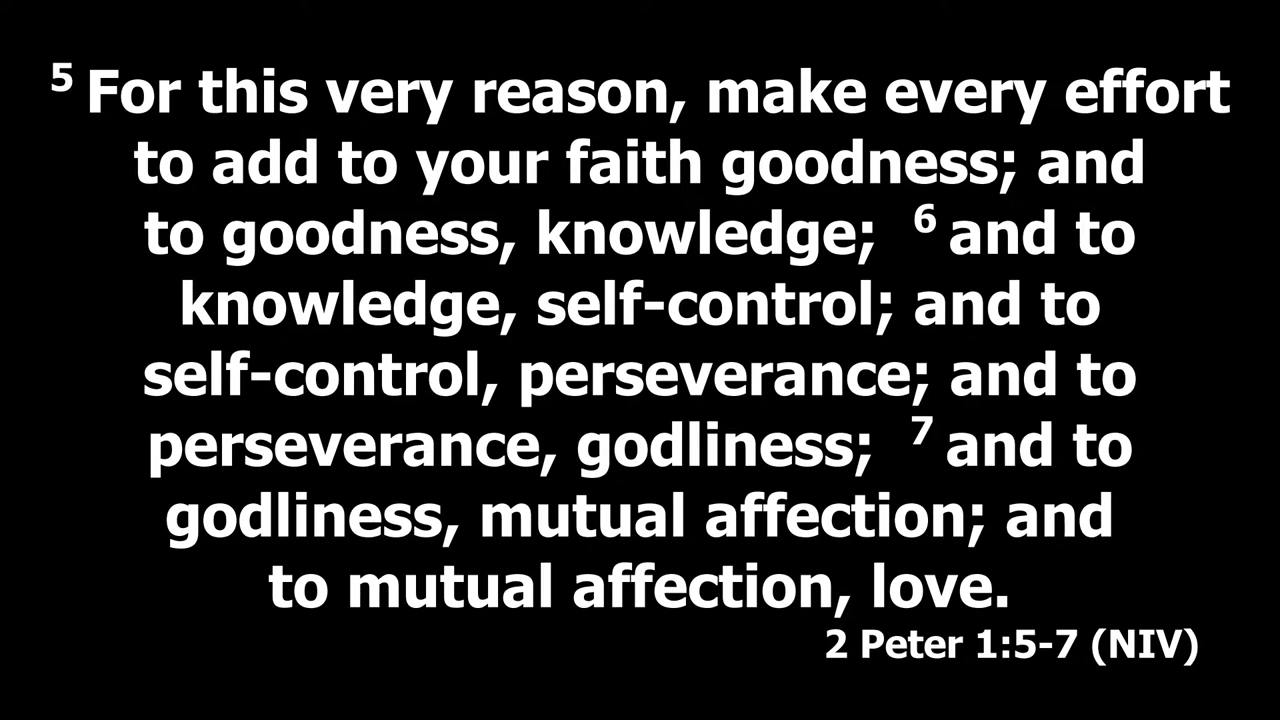 5 For this very reason, make every effort
to add to your faith goodness; and
to goodness, knowledge; 6 and to
knowledge, self-control; and to
self-control, perseverance; and to
perseverance, godliness; 7 and to
godliness, mutual affection; and
to mutual affection, love.
2 Peter 1:5-7 (NIV)